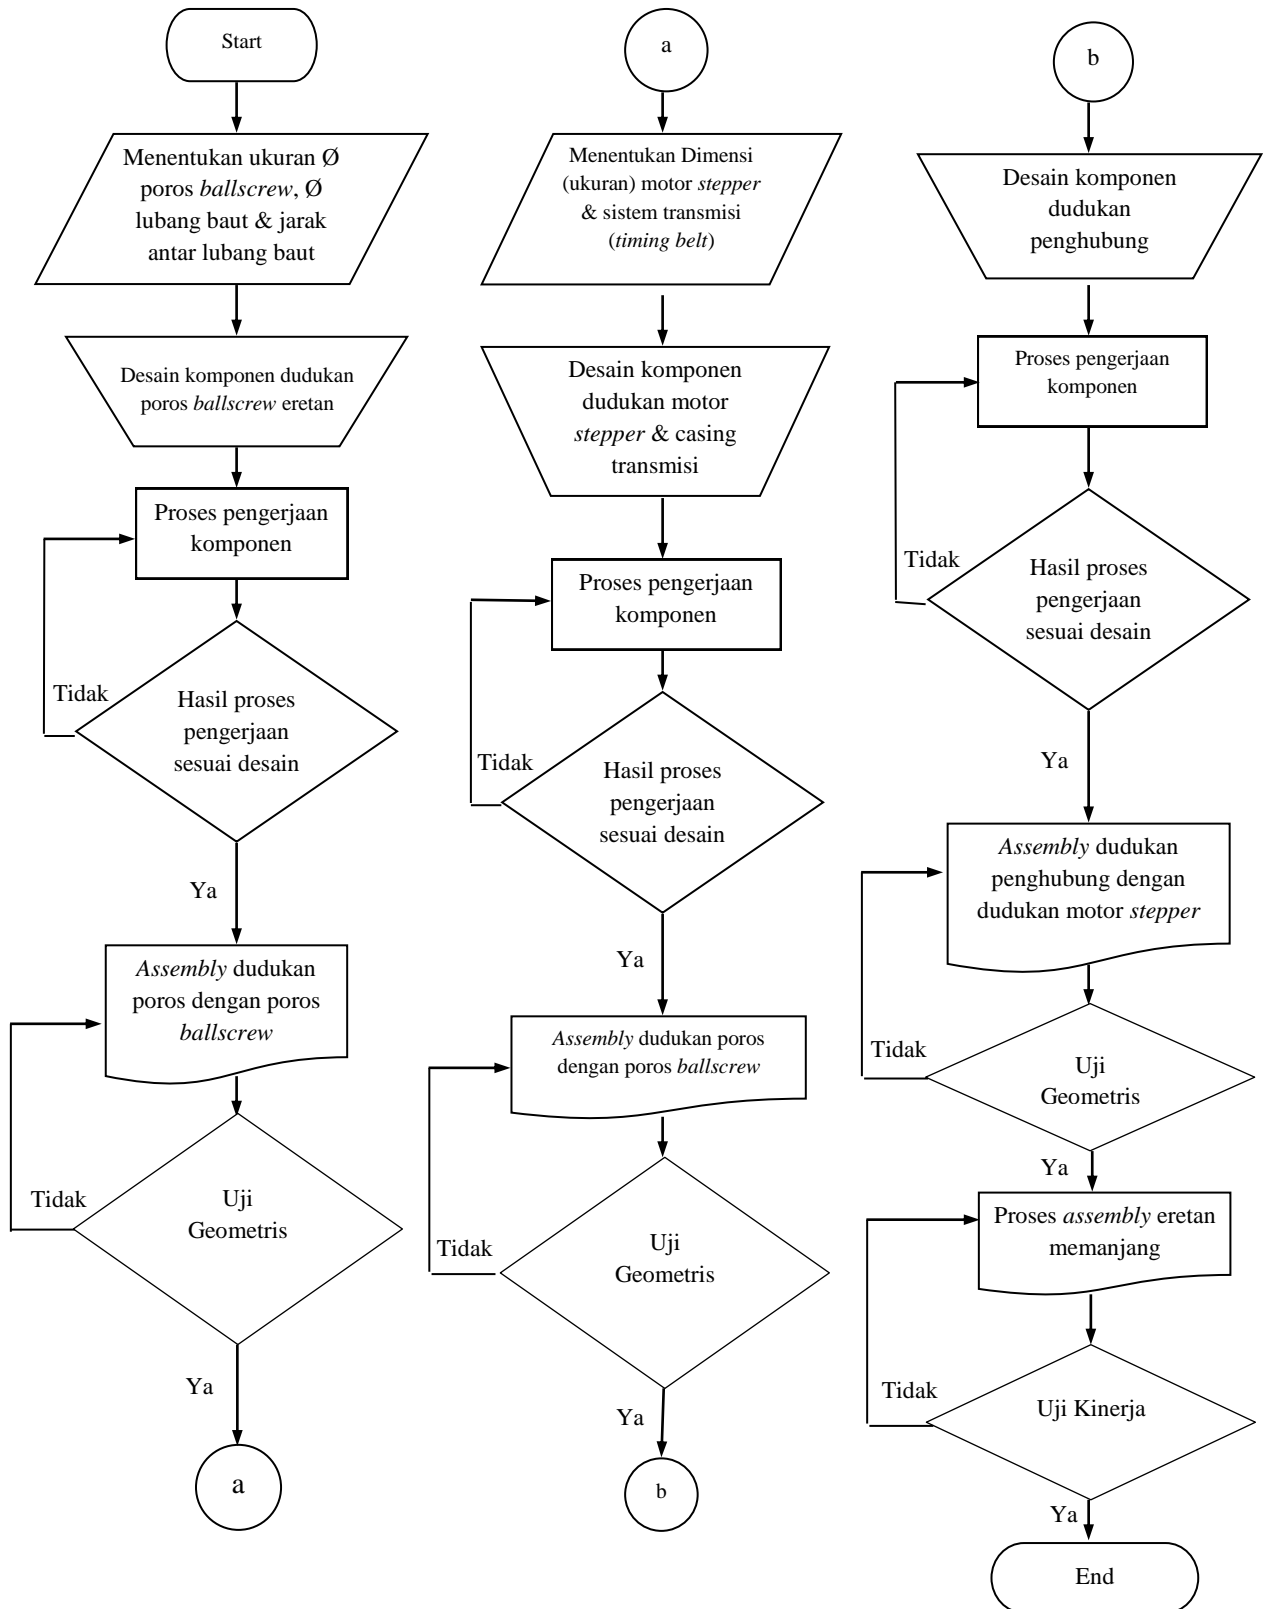 Start
Menentukan ukuran Ø
poros ballscrew, Ø
lubang baut & jarak
antar lubang baut
Desain komponen dudukan
poros ballscrew eretan
Proses pengerjaan
komponen
Tidak
Hasil proses
pengerjaan
sesuai desain
Ya
Assembly dudukan
poros dengan poros
ballscrew
Tidak
Uji
Geometris
Ya
a
a
Menentukan Dimensi
(ukuran) motor stepper
& sistem transmisi
(timing belt)
Desain komponen
dudukan motor
stepper & casing
transmisi
Proses pengerjaan
komponen
Tidak
Hasil proses
pengerjaan
sesuai desain
Ya
Assembly dudukan poros
dengan poros ballscrew
Tidak
Uji
Geometris
Ya
b
b
Desain komponen
dudukan
penghubung
Proses pengerjaan
komponen
Tidak
Hasil proses
pengerjaan
sesuai desain
Ya
Assembly dudukan
penghubung dengan
dudukan motor stepper
Tidak
Uji
Geometris
Ya
Proses assembly eretan
memanjang
Tidak
Uji Kinerja
Ya
End